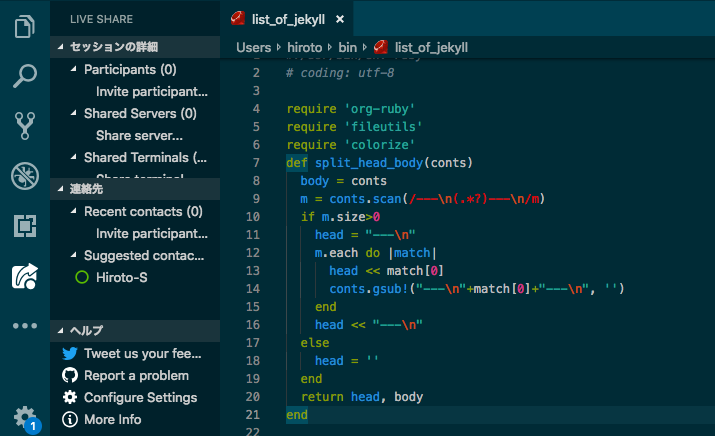 LIVE SHARE
セッションの詳細
Participants (0)
Invite participant...
Shared Servers (0)
Share server...
Shared Terminals (...
連絡先
Recent contacts (0)
Invite participant...
Suggested contac...
Hiroto-S
ヘルプ
Tweet us your fee...
Report a problem
Configure Settings
More Info
1
list_of_jekyll ×
Users > hiroto > bin > list_of_jekyll
2 # coding: utf-8
3
4 require 'org-ruby'
5 require 'fileutils'
6 require 'colorize'
7 def split_head_body(conts)
8 body = conts
9 m = conts.scan(/---\n(.*?)---\n/m)
10 if m.size>0
11 head = "---\n"
12 m.each do |match|
13 head << match[0]
14 conts.gsub!("---\n"+match[0]+"---\n", '')
15 end
16 head << "---\n"
17 else
18 head = ''
19 end
20 return head, body
21 end
22